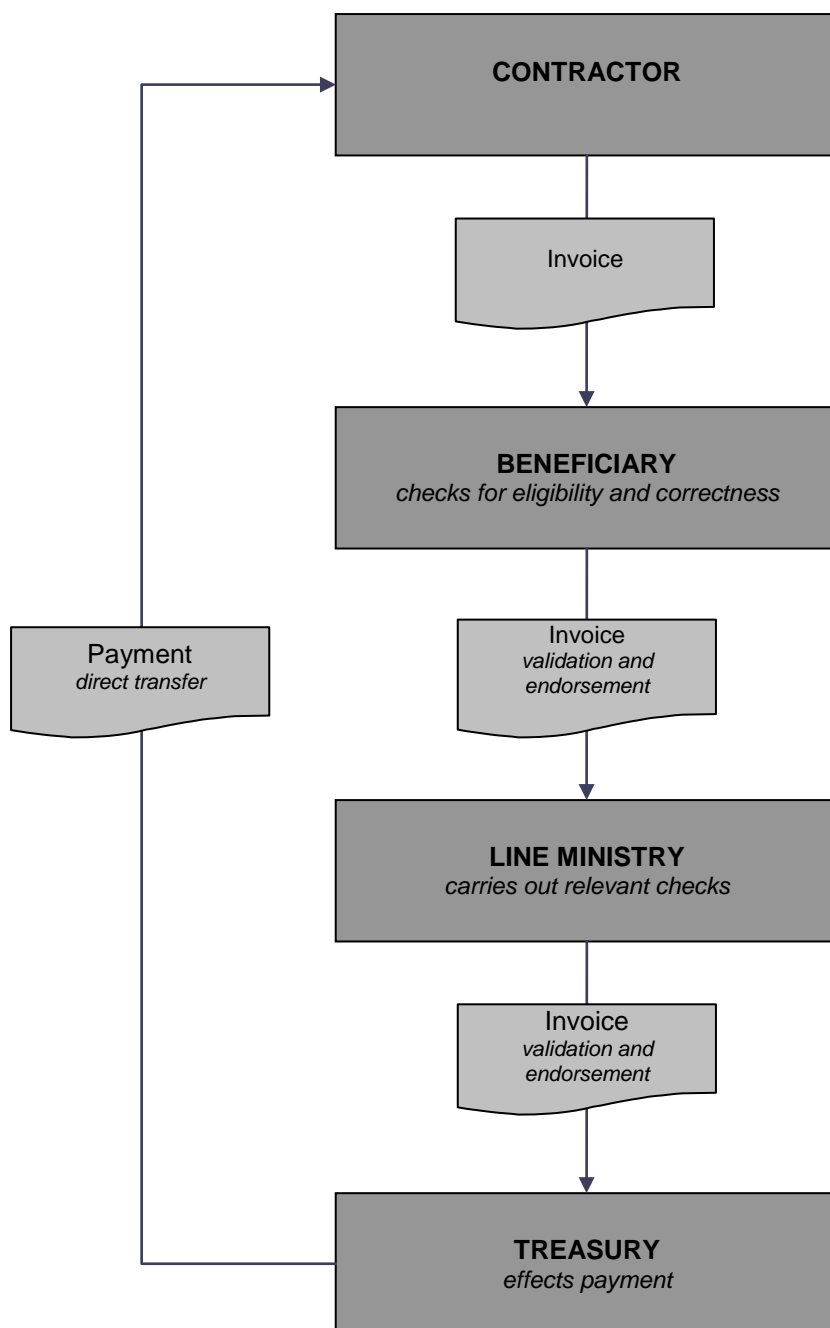 CONTRACTOR
Invoice
BENEFICIARY
checks for eligibility and correctness
Invoice
validation and
endorsement
Payment
direct transfer
LINE MINISTRY
carries out relevant checks
Invoice
validation and
endorsement
TREASURY
effects payment